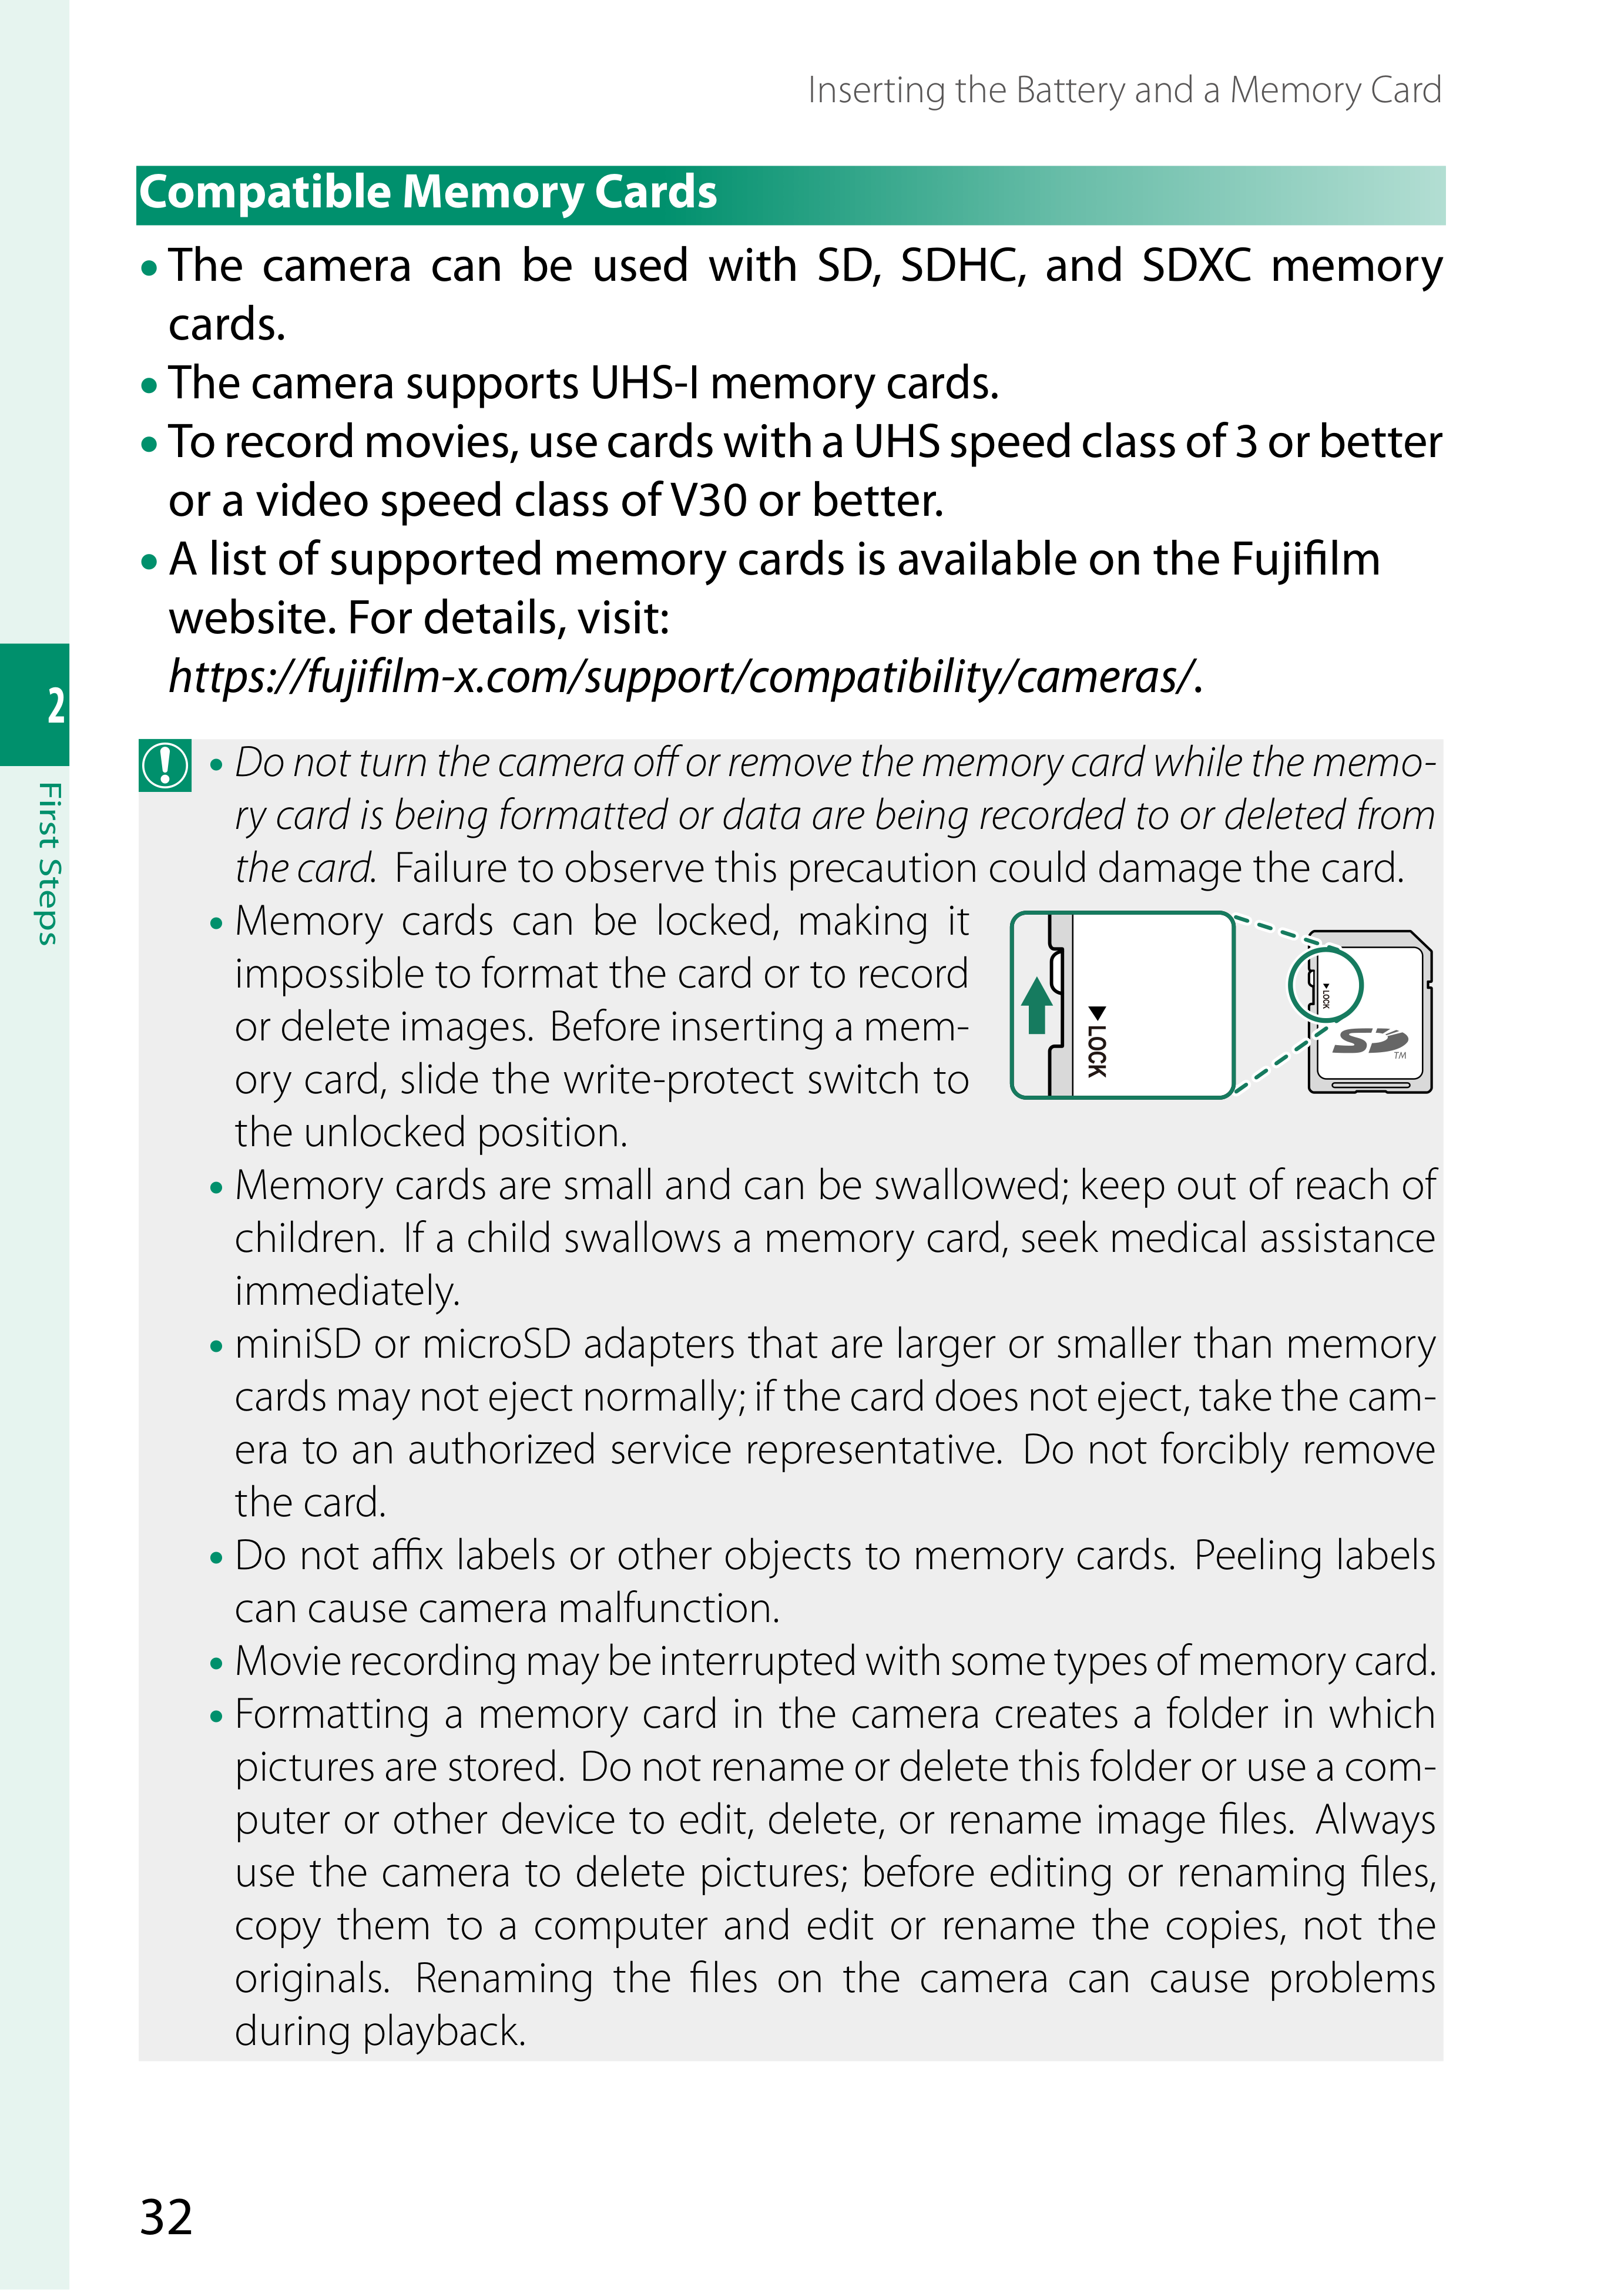 Inserting the Battery and a Memory Card
Compatible Memory Cards
• The camera can be used with SD, SDHC, and SDXC memory
cards.
• The camera supports UHS-I memory cards.
• To record movies, use cards with a UHS speed class of 3 or better
or a video speed class of V30 or better.
• A list of supported memory cards is available on the Fujifilm
website. For details, visit:
https://fujifilm-x.com/support/compatibility/cameras/.
2
First Steps
• Do not turn the camera off or remove the memory card while the memo-
ry card is being formatted or data are being recorded to or deleted from
the card. Failure to observe this precaution could damage the card.
• Memory cards can be locked, making it
impossible to format the card or to record
or delete images. Before inserting a mem-
ory card, slide the write-protect switch to
the unlocked position.
▼LOCK
▼LOCK
SD TM
• Memory cards are small and can be swallowed; keep out of reach of
children. If a child swallows a memory card, seek medical assistance
immediately.
• miniSD or microSD adapters that are larger or smaller than memory
cards may not eject normally; if the card does not eject, take the cam-
era to an authorized service representative. Do not forcibly remove
the card.
• Do not affix labels or other objects to memory cards. Peeling labels
can cause camera malfunction.
• Movie recording may be interrupted with some types of memory card.
• Formatting a memory card in the camera creates a folder in which
pictures are stored. Do not rename or delete this folder or use a com-
puter or other device to edit, delete, or rename image files. Always
use the camera to delete pictures; before editing or renaming files,
copy them to a computer and edit or rename the copies, not the
originals. Renaming the files on the camera can cause problems
during playback.
32